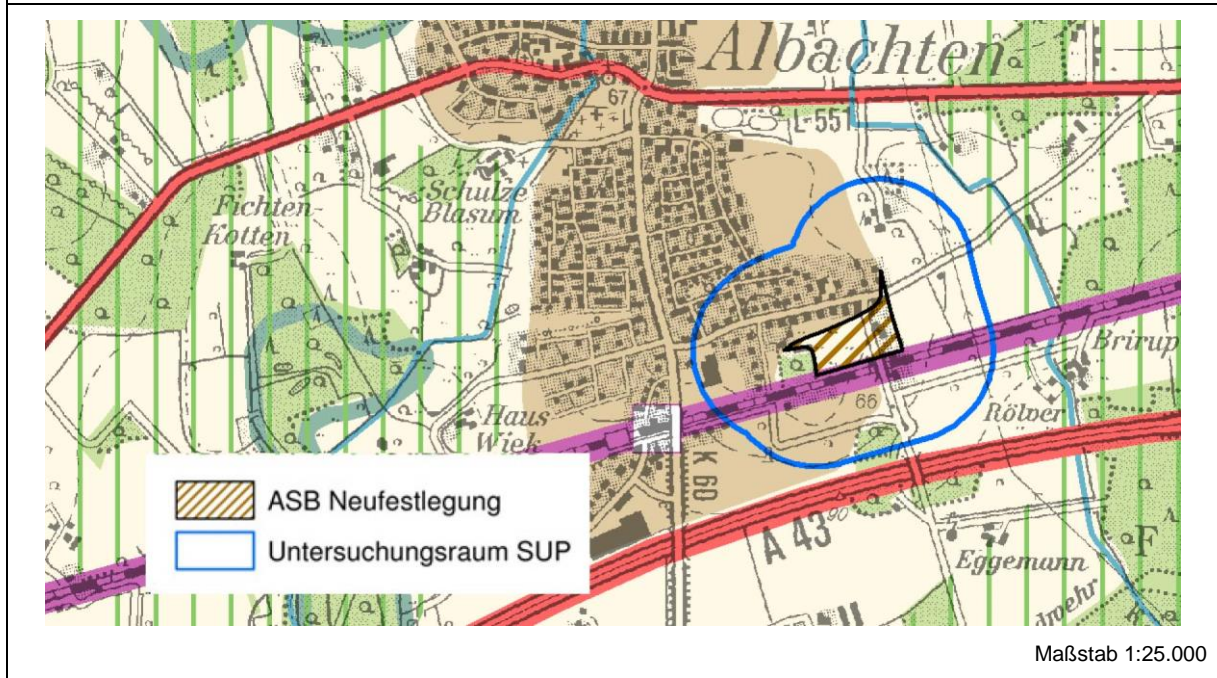 Albachten
67
L 551
Schulze
Blasum
Fichten-
Kotten
Brirup
66
Rölver
Haus
Wiek
K 60
A 43
90
Eggemann
F
ASB Neufestlegung
Untersuchungsraum SUP
Maßstab 1:25.000